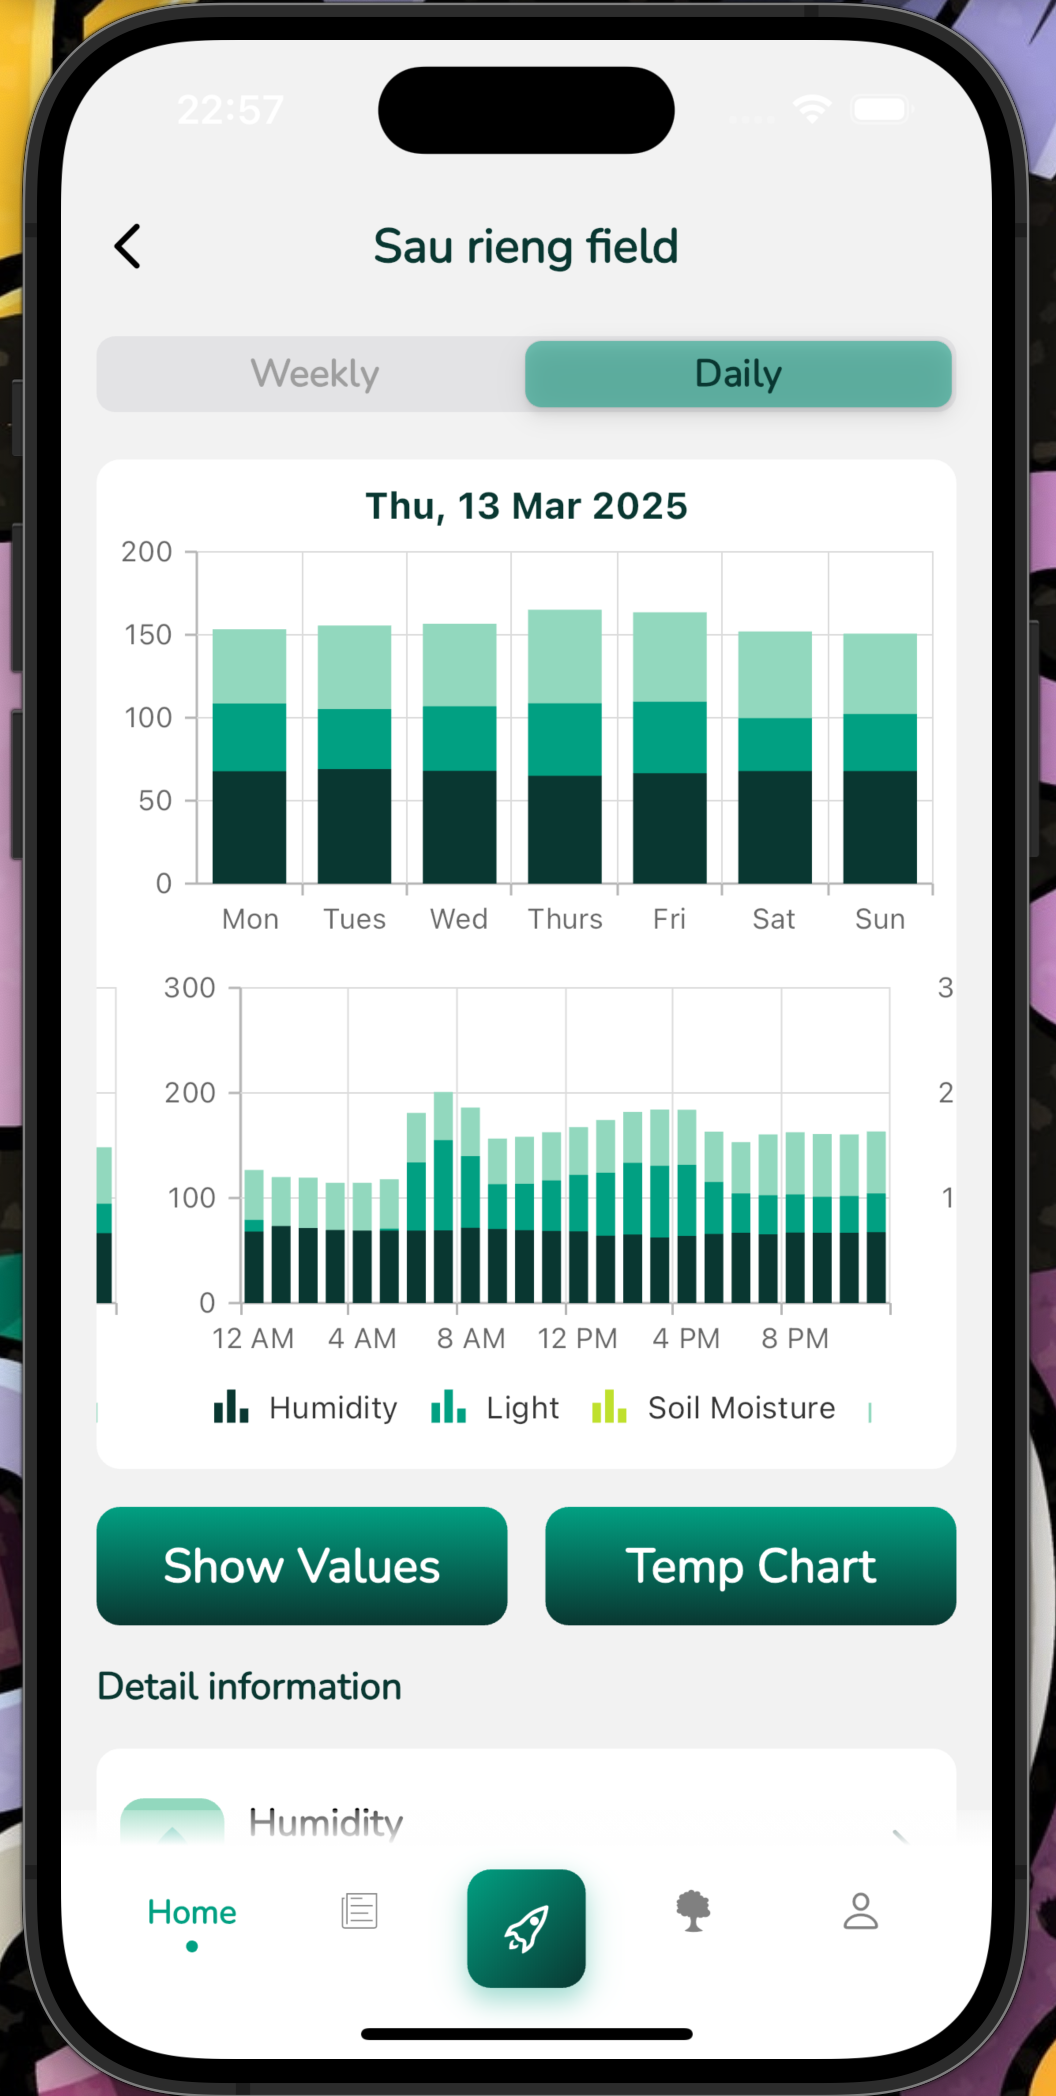 22:57
Sau rieng field
Weekly Daily
Thu, 13 Mar 2025
200
150
100
50
0
Mon Tues Wed Thurs Fri Sat Sun
300 3
200 2
100 1
0
12 AM 4 AM 8 AM 12 PM 4 PM 8 PM
Humidity Light Soil Moisture
Show Values Temp Chart
Detail information
Humidity
Home